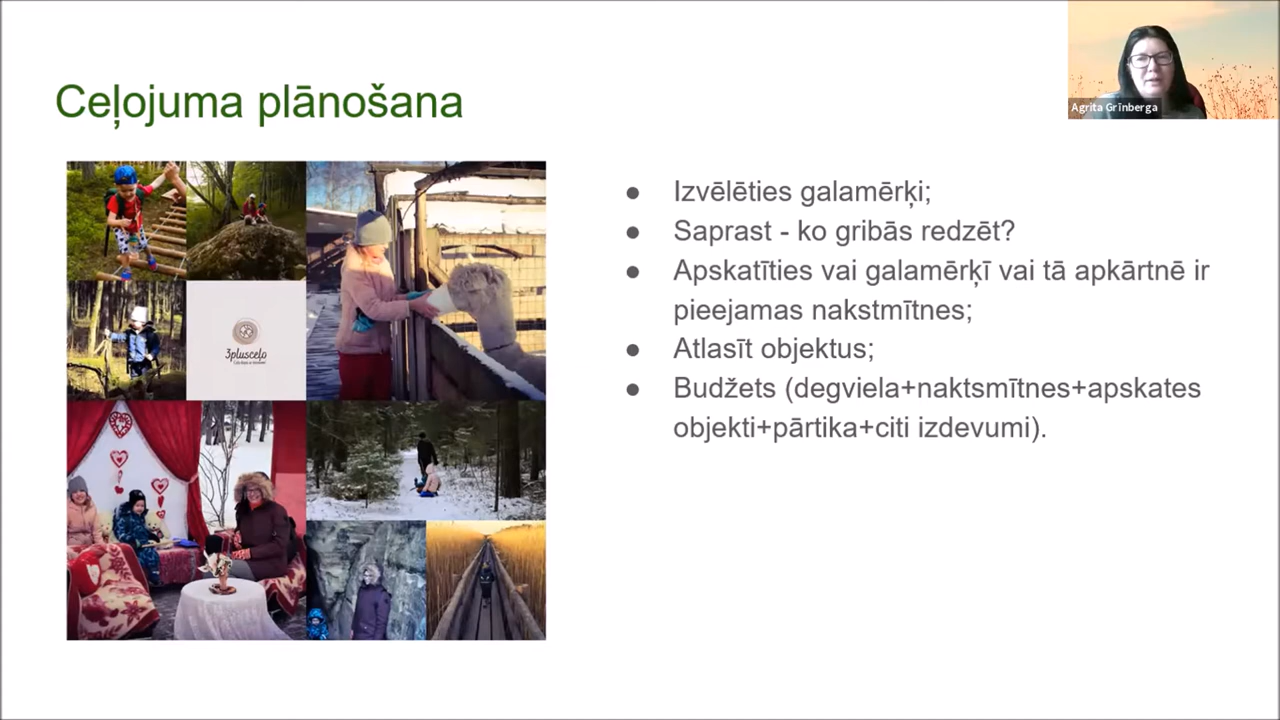 Ceļojuma plānošana
Agrita Grīnberga
● Izvēlēties galamērķi;
● Saprast - ko gribās redzēt?
● Apskatīties vai galamērķī vai tā apkārtnē ir
pieejamas nakstmītnes;
● Atlasīt objektus;
● Budžets (degviela+naktsmītnes+apskates
objekti+pārtika+citi izdevumi).
3plusceļo